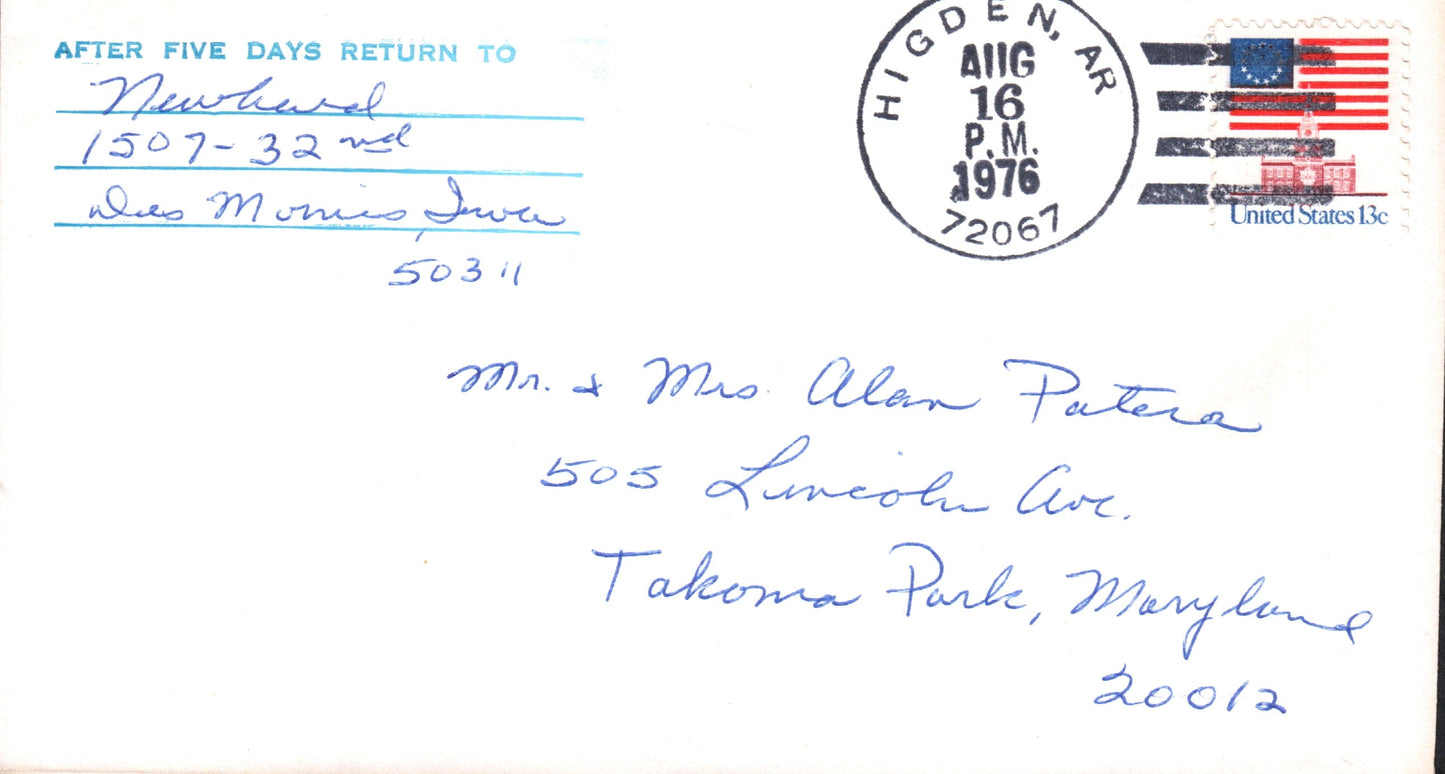 AFTER FIVE DAYS RETURN TO
Newhard
1507-32nd
Des Moines, Iowa
50311
HIGDEN, AR
AUG
16
P.M.
1976
72067
United States 13c
Mr. & Mrs. Alan Patera
505 Lincoln Ave.
Takoma Park, Maryland
20012